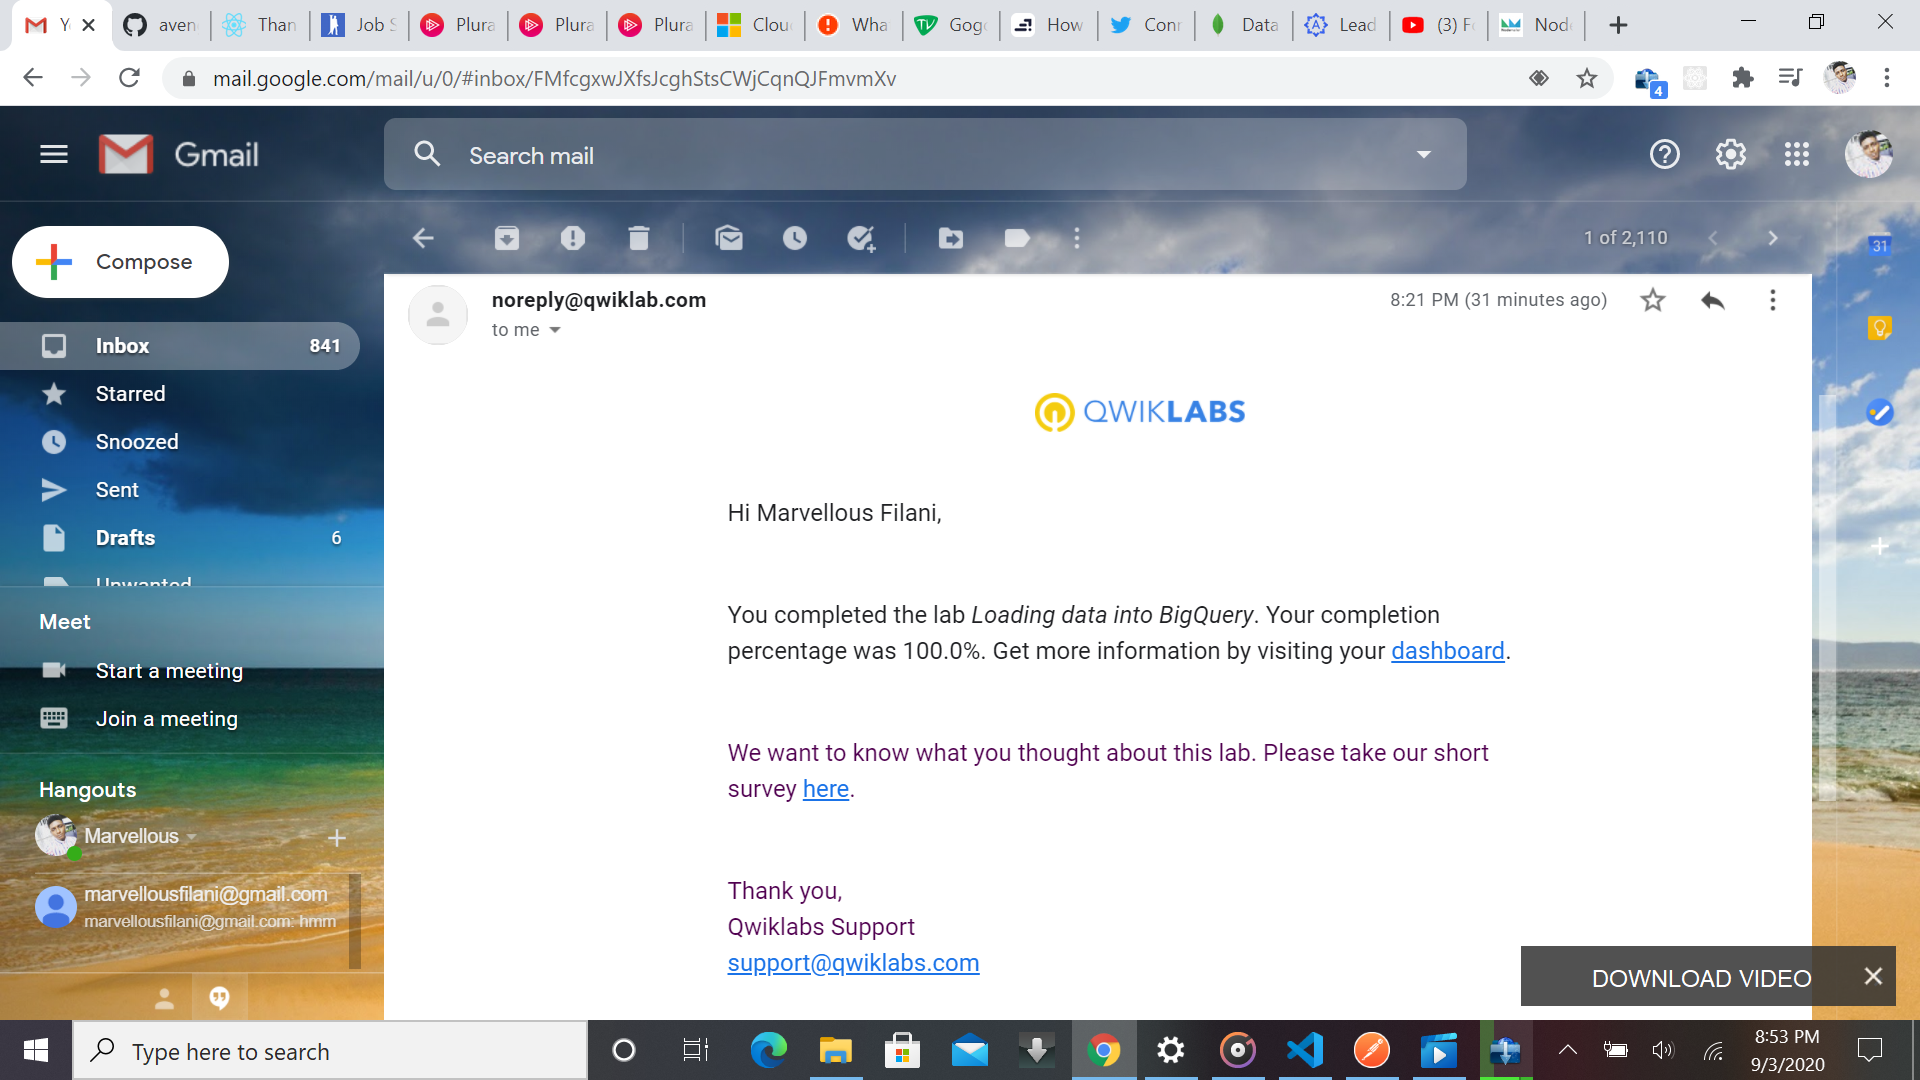 Y
aven
Than
Job S
Plura
Plura
Plura
Clou
Wha
Gogo
How
Conn
Data
Lead
(3) Fo
Node
mail.google.com/mail/u/0/#inbox/FMfcgxwJXfsJcghStsCWjCqnQJFmvmXv
4
Gmail
Search mail
Compose
1 of 2,110
31
noreply@qwiklab.com
8:21 PM (31 minutes ago)
to me
Inbox 841
Starred
Snoozed
Sent
Drafts 6
Unwanted
Meet
Start a meeting
Join a meeting
Hangouts
Marvellous
marvellousfilani@gmail.com
marvellousfilani@gmail.com: hmm
QWIKLABS
Hi Marvellous Filani,
You completed the lab Loading data into BigQuery. Your completion
percentage was 100.0%. Get more information by visiting your dashboard.
We want to know what you thought about this lab. Please take our short
survey here.
Thank you,
Qwiklabs Support
support@qwiklabs.com
DOWNLOAD VIDEO
Type here to search
8:53 PM
9/3/2020